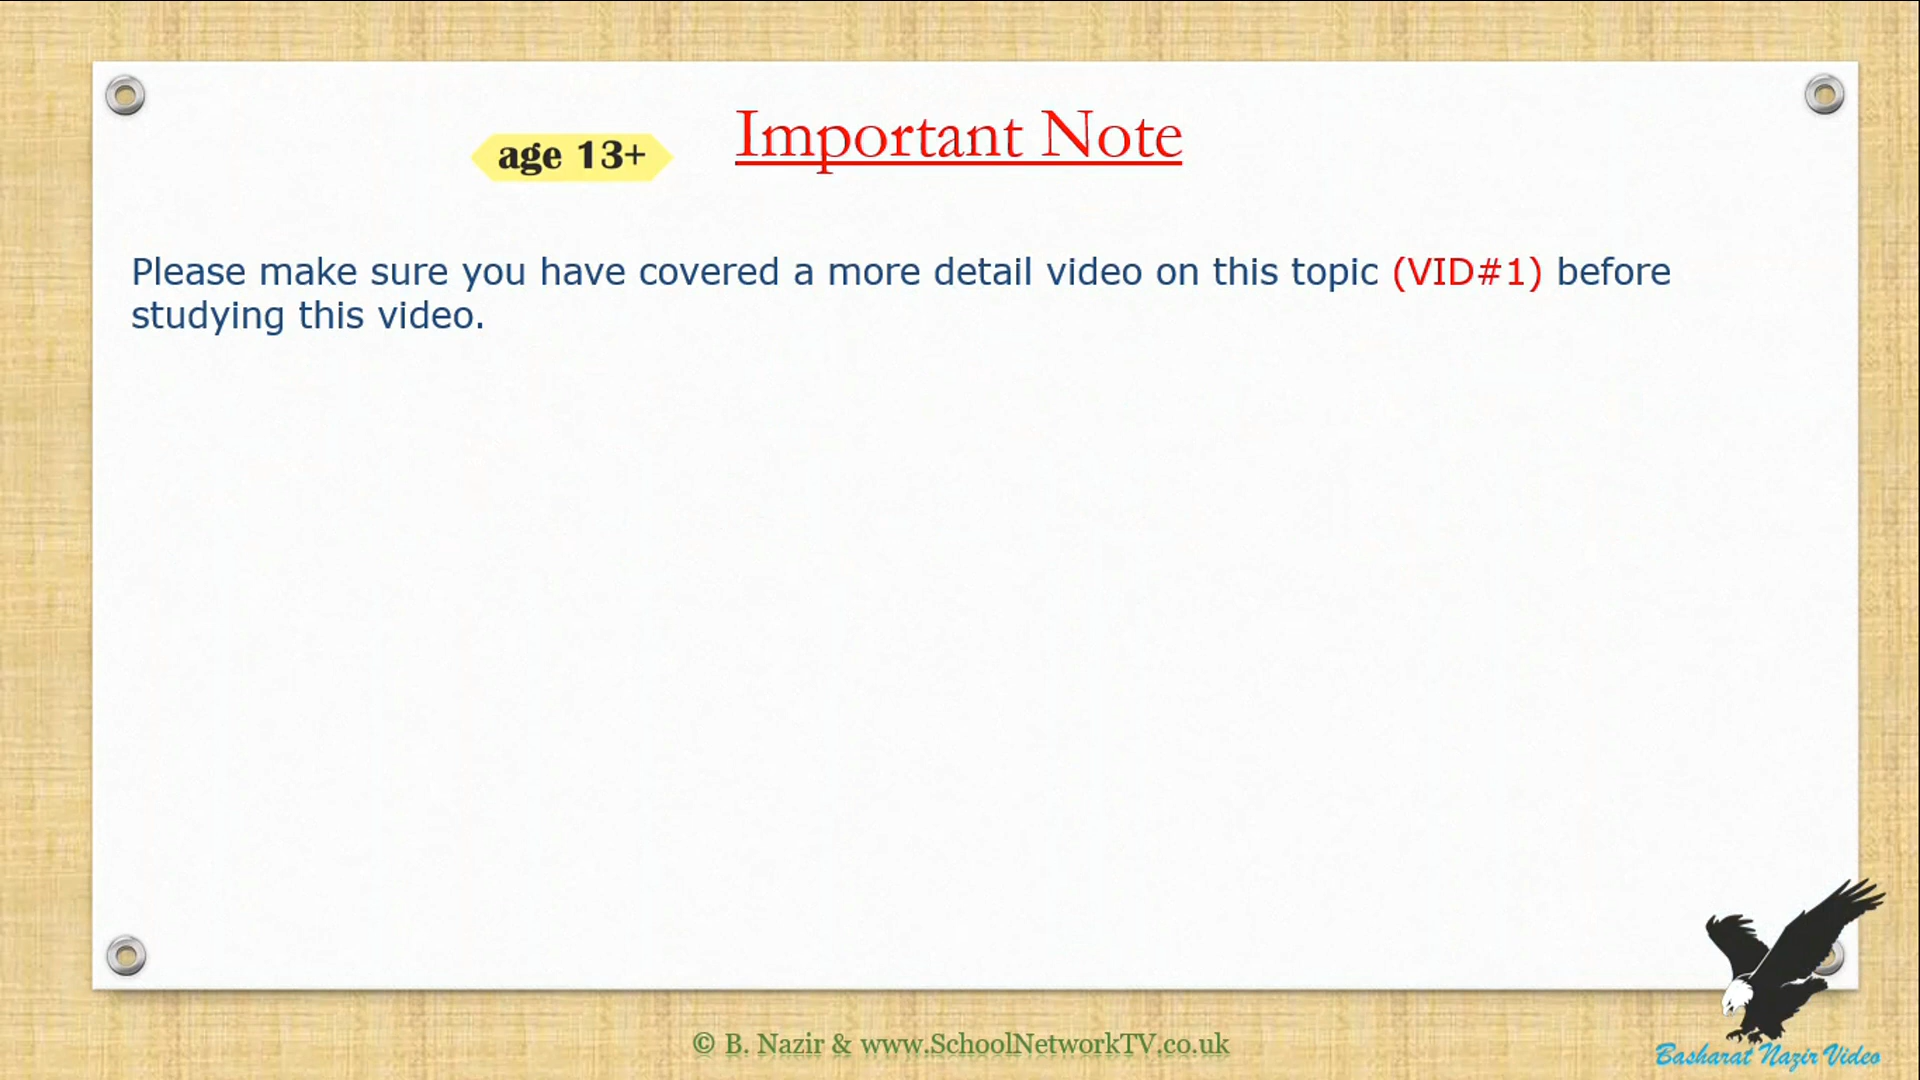 Important Note
age 13+
Please make sure you have covered a more detail video on this topic (VID#1) before
studying this video.
© B. Nazir & www.SchoolNetworkTV.co.uk
Basharat Nazir Video